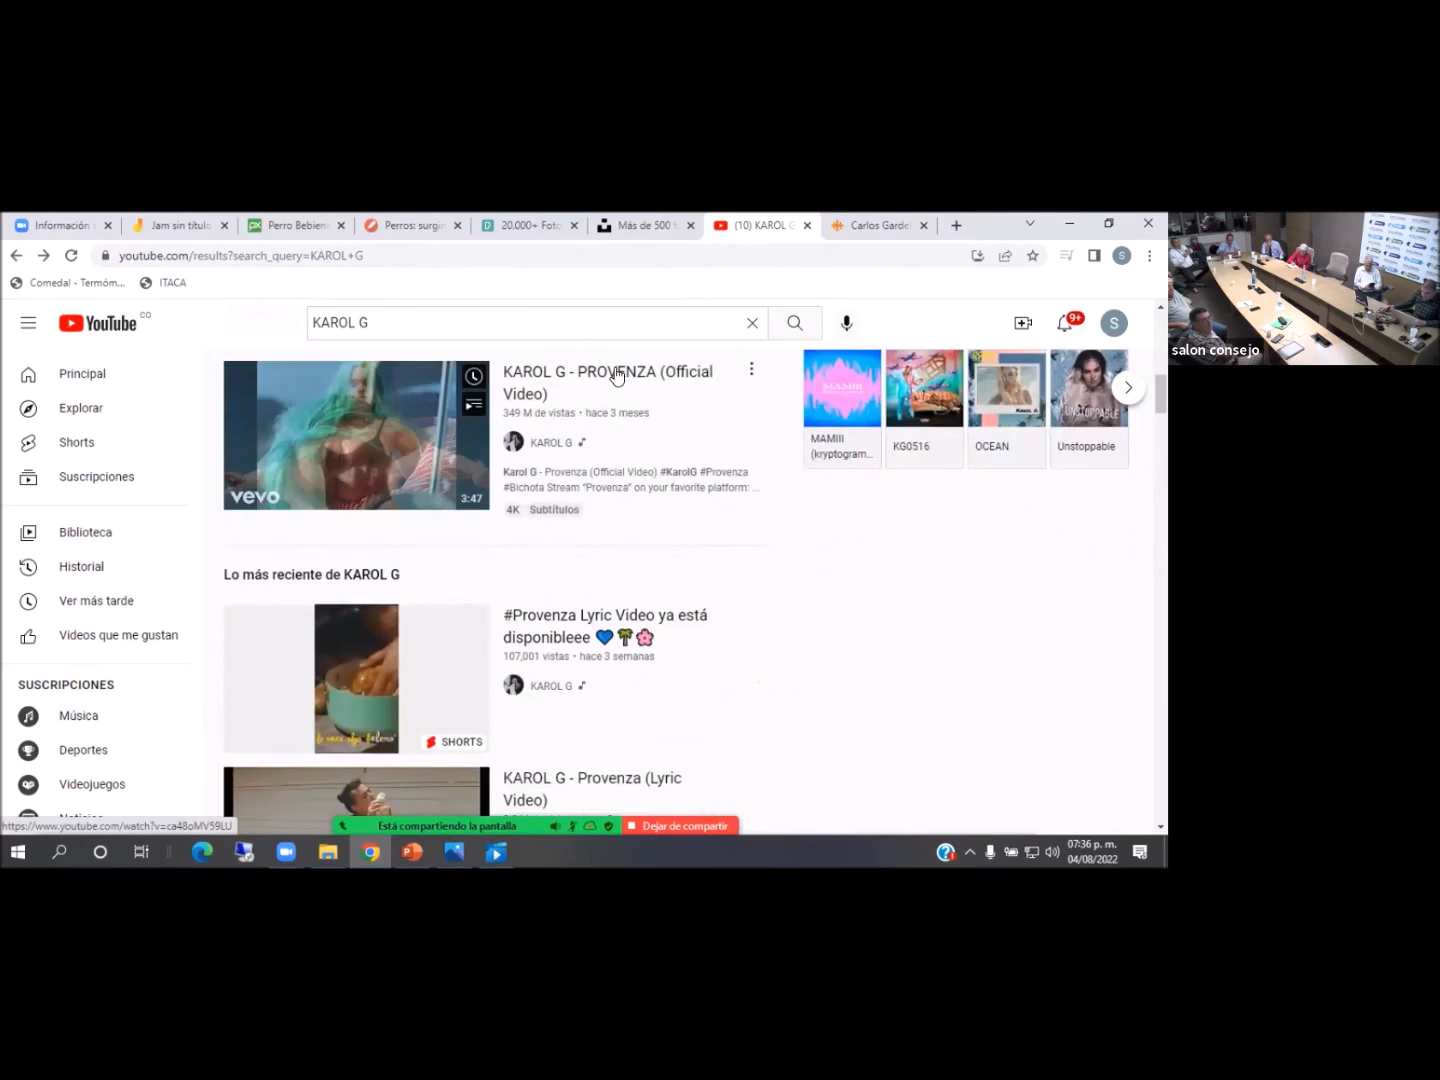 Información
Jam sin título
Perro Bebien
Perros: surgir
20.000+ Foto
Más de 500 f
(10) KAROL G
Carlos Garde
youtube.com/results?search_query=KAROL+G
S
Comedal - Termóm...
ITACA
YouTube CO
KAROL G
9+
S
Principal
Explorar
Shorts
Suscripciones
Biblioteca
Historial
Ver más tarde
Videos que me gustan
SUSCRIPCIONES
Música
Deportes
Videojuegos
https://www.youtube.com/watch?v=ca48oMV59LU
vevo
3:47
KAROL G - PROVENZA (Official
Video)
349 M de vistas • hace 3 meses
KAROL G
Karol G - Provenza (Official Video) #KarolG #Provenza
#Bichota Stream "Provenza" on your favorite platform: ...
4K Subtítulos
Lo más reciente de KAROL G
SHORTS
#Provenza Lyric Video ya está
disponibleee 💙🌴🌸
107,001 vistas • hace 3 semanas
KAROL G
KAROL G - Provenza (Lyric
Video)
MAMIII
MAMIII
(kryptogram...
KG0516
KAROL G
OCEAN
UNSTOPPABLE
Unstoppable
Está compartiendo la pantalla
Dejar de compartir
07:36 p. m.
04/08/2022
salon consejo